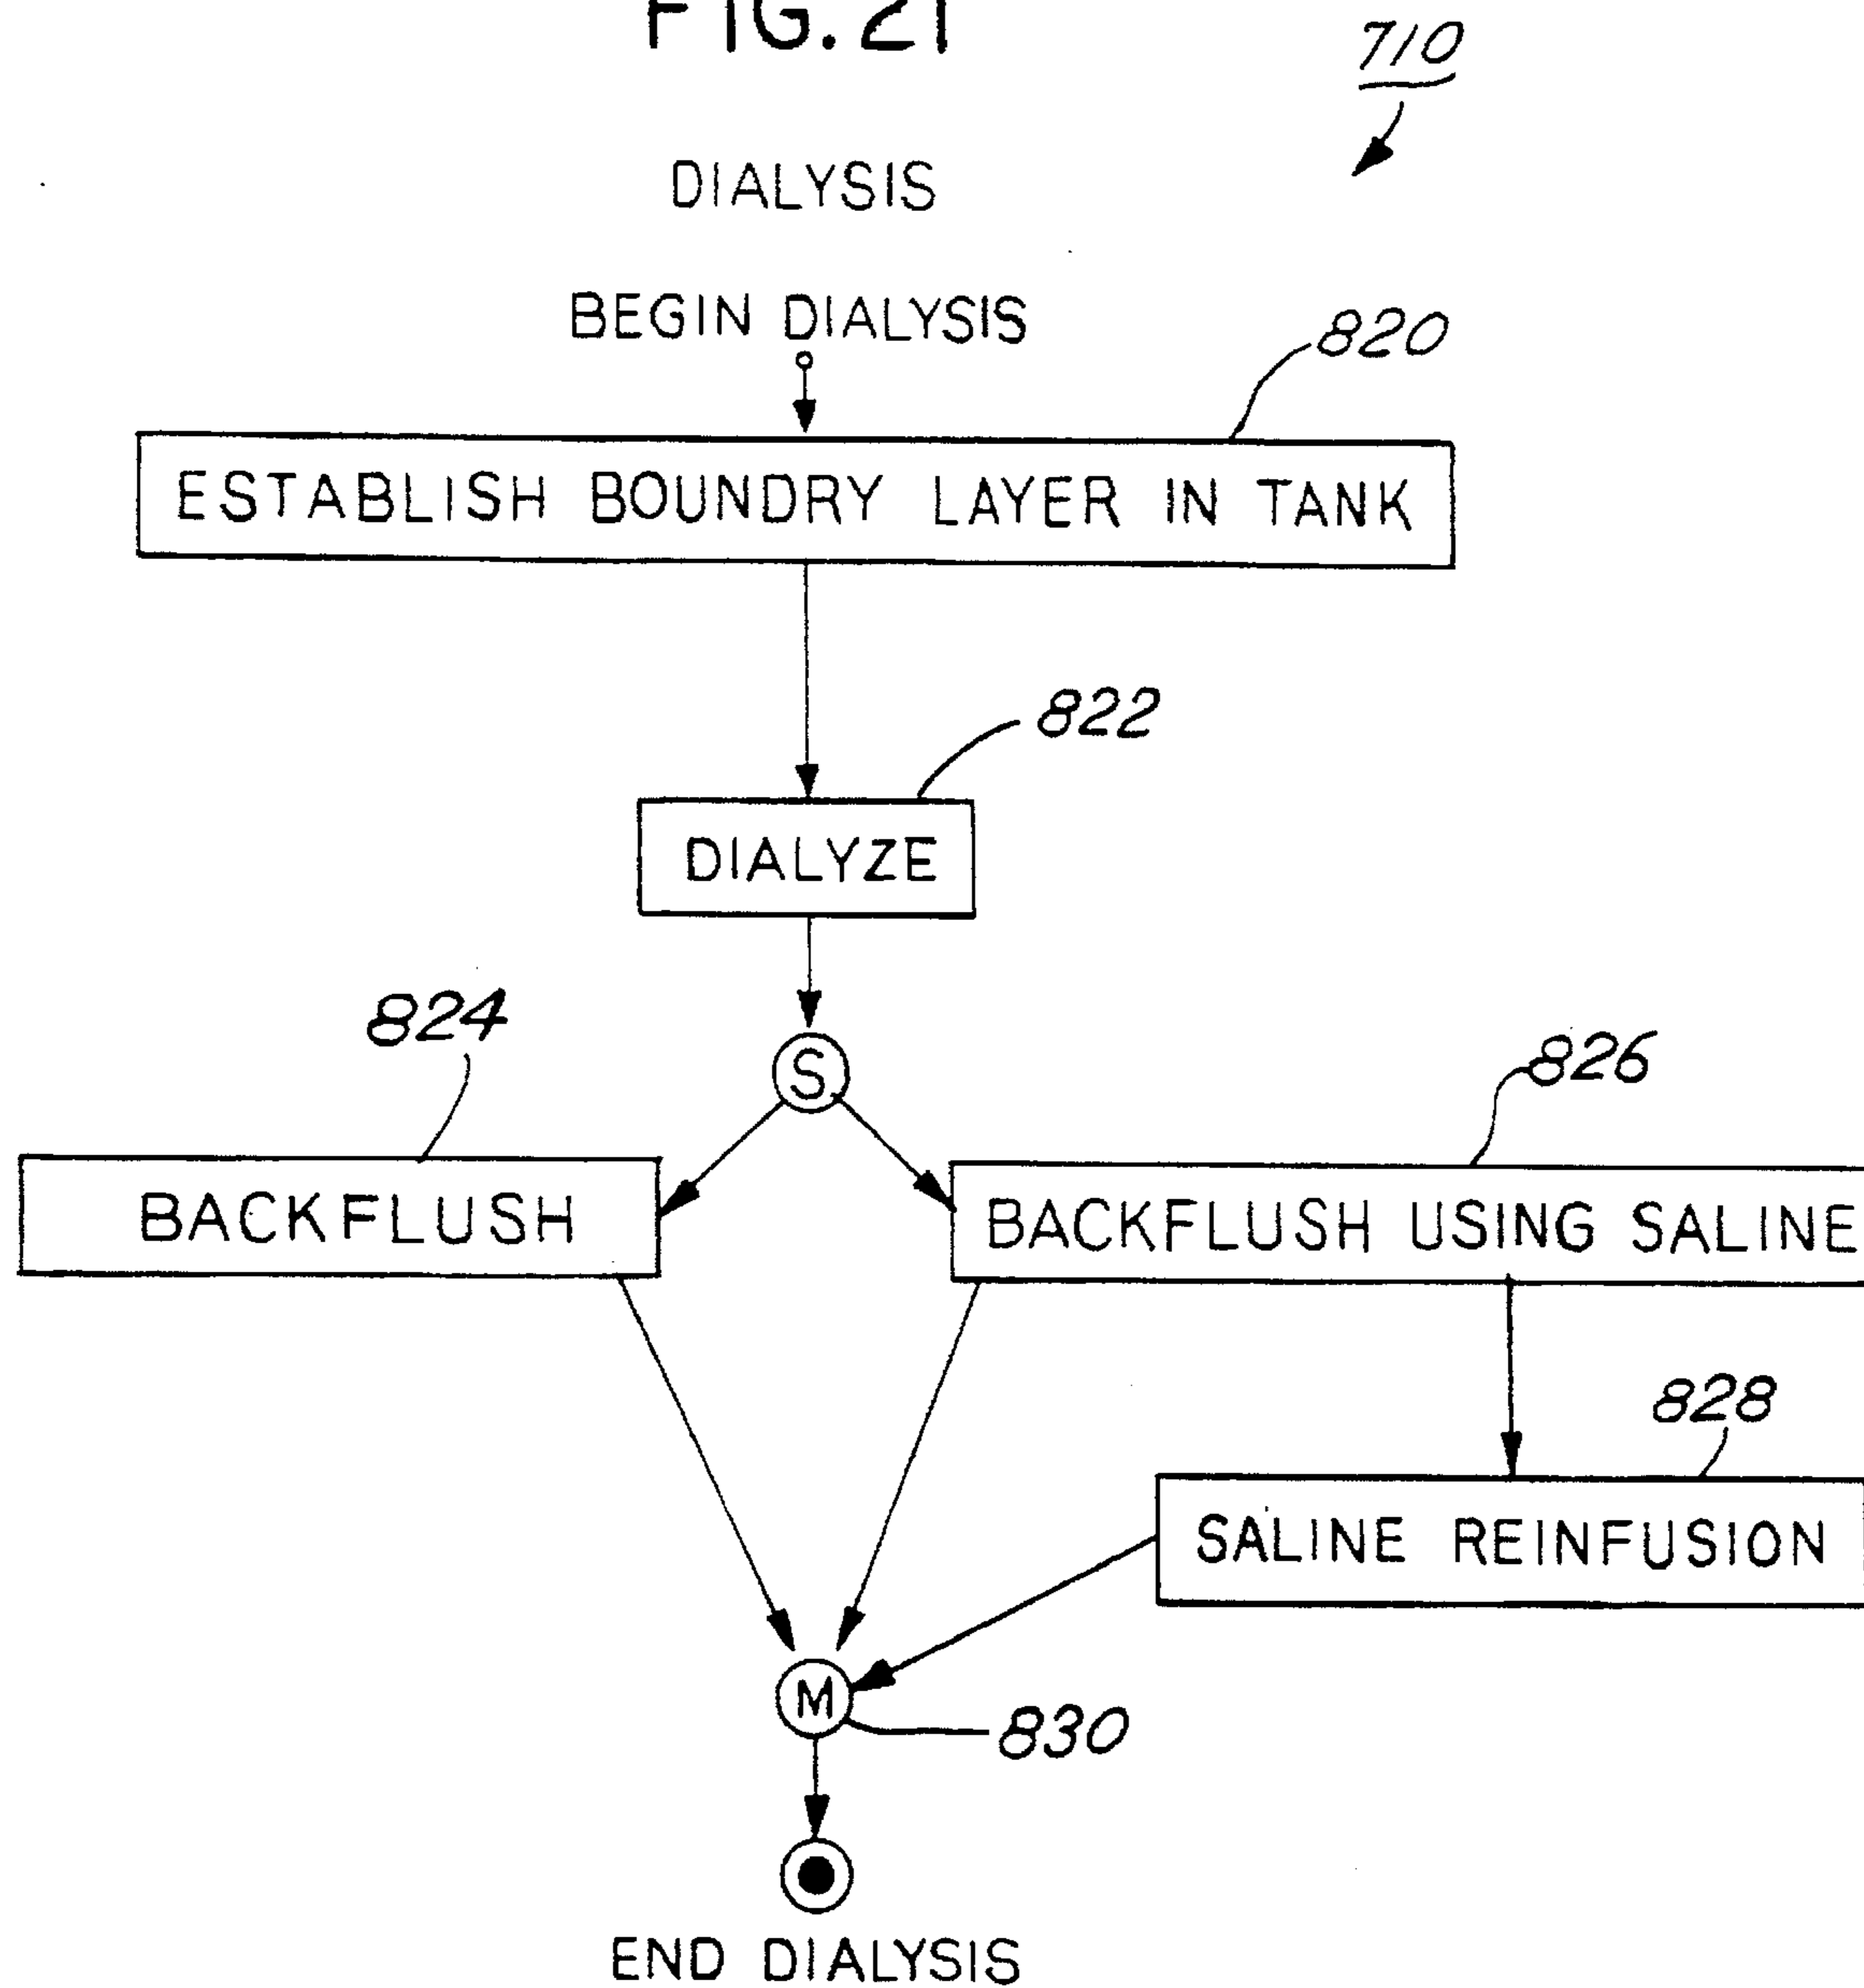 FIG. 21
710
DIALYSIS
BEGIN DIALYSIS
820
ESTABLISH BOUNDRY LAYER IN TANK
822
DIALYZE
824
S
826
BACKFLUSH
BACKFLUSH USING SALINE
828
SALINE REINFUSION
M
830
END DIALYSIS